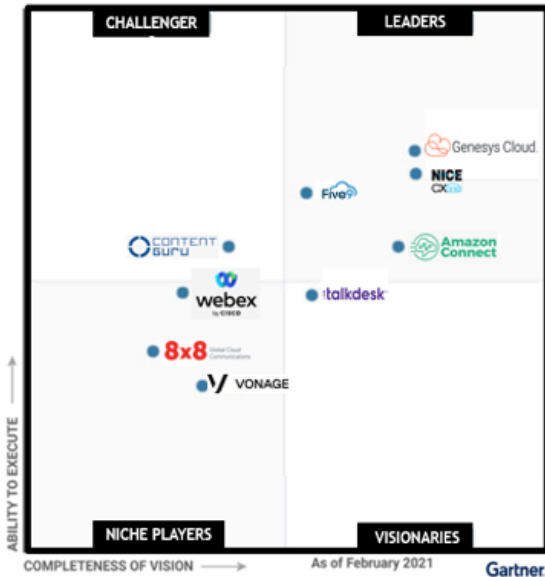 CHALLENGER
LEADERS
Genesys Cloud
NICE
CXone
Five9
CONTENT
GURU
Amazon
Connect
webex
by CISCO
talkdesk
8x8
Global Cloud
Communications
VONAGE
ABILITY TO EXECUTE
NICHE PLAYERS
VISIONARIES
COMPLETENESS OF VISION
As of February 2021
Gartner